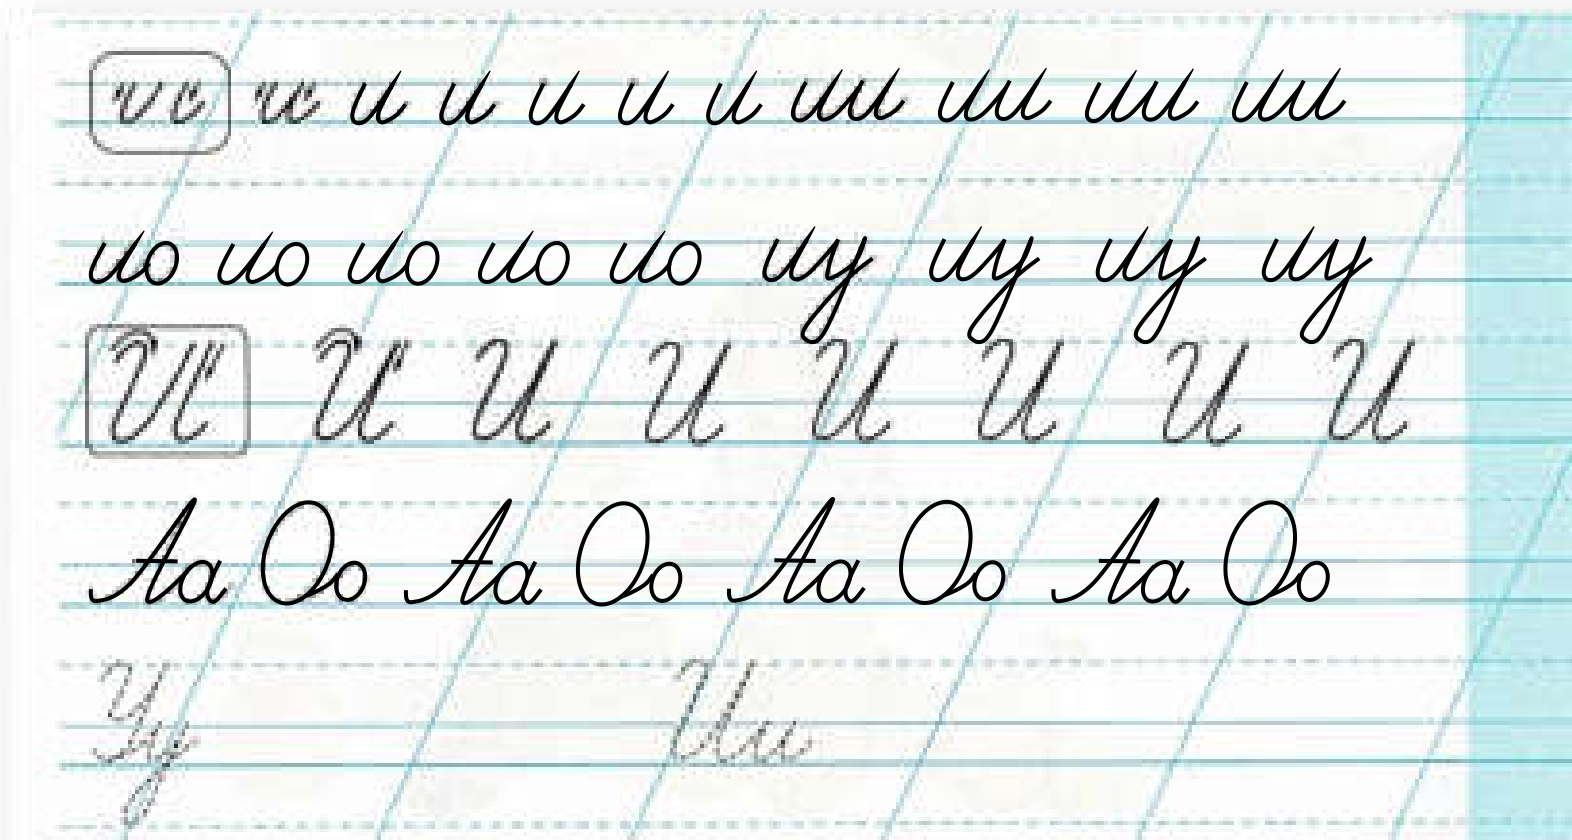 и и и и и и и ии ии ии ии
ио ио ио ио ио иу иу иу иу
И И И И И И И И
Аа Оо Аа Оо Аа Оо Аа Оо
Уу Ии